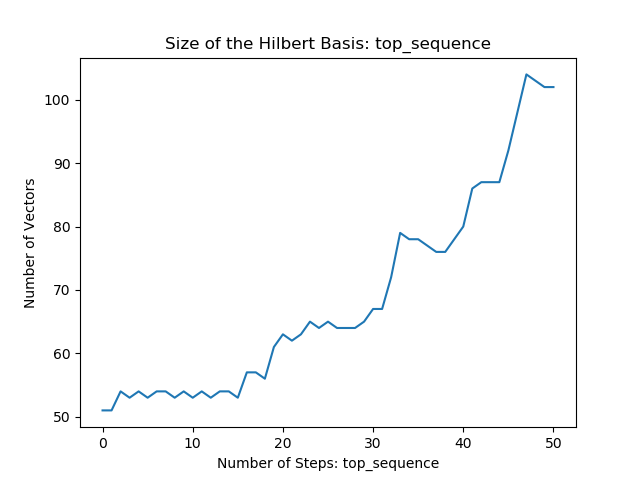 Size of the Hilbert Basis: top_sequence
Number of Vectors
100
90
80
70
60
50
0 10 20 30 40 50
Number of Steps: top_sequence